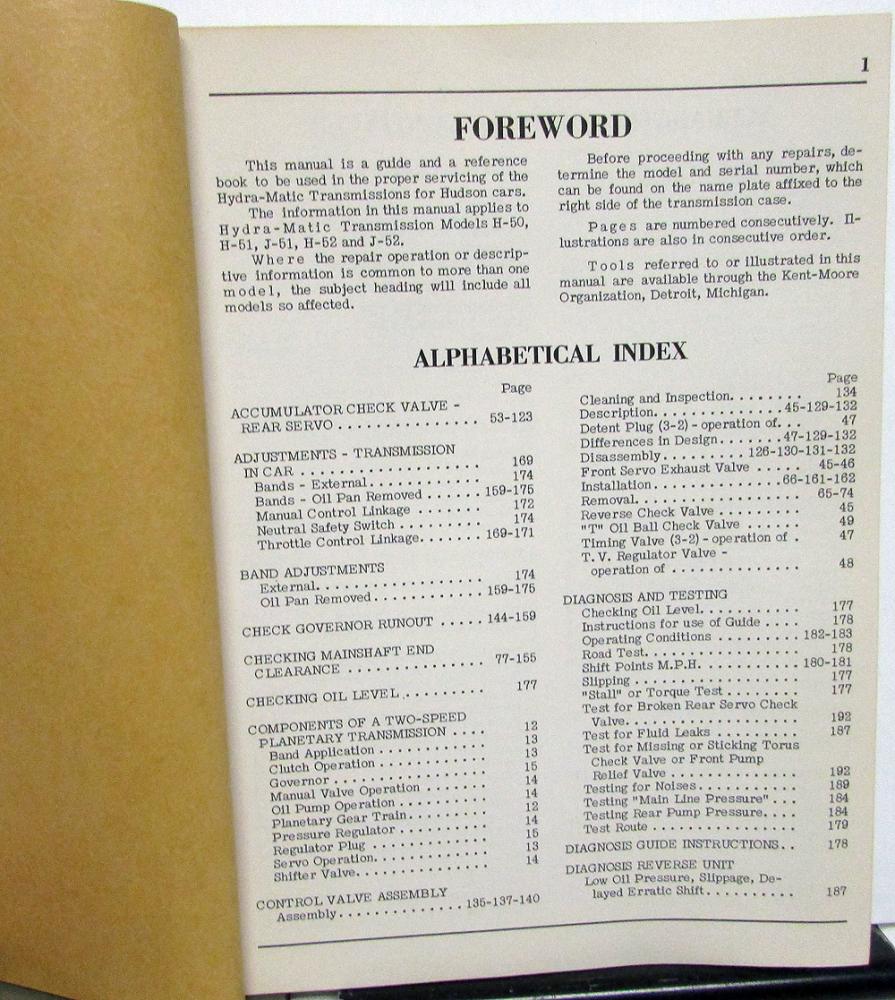 1
FOREWORD
This manual is a guide and a reference
book to be used in the proper servicing of the
Hydra-Matic Transmissions for Hudson cars.
The information in this manual applies to
Hydra-Matic Transmission Models H-50,
H-51, J-51, H-52 and J-52.
Where the repair operation or descrip-
tive information is common to more than one
model, the subject heading will include all
models so affected.
Before proceeding with any repairs, de-
termine the model and serial number, which
can be found on the name plate affixed to the
right side of the transmission case.
Pages are numbered consecutively. Il-
lustrations are also in consecutive order.
Tools referred to or illustrated in this
manual are available through the Kent-Moore
Organization, Detroit, Michigan.
ALPHABETICAL INDEX
Page
ACCUMULATOR CHECK VALVE -
REAR SERVO . . . . . . . . . . . . . . . 53-123
ADJUSTMENTS - TRANSMISSION
IN CAR . . . . . . . . . . . . . . . . . . . 169
Bands - External. . . . . . . . . . . . 174
Bands - Oil Pan Removed . . . . . . 159-175
Manual Control Linkage . . . . . . . 172
Neutral Safety Switch . . . . . . . . . 174
Throttle Control Linkage. . . . . . . 169-171
BAND ADJUSTMENTS
External. . . . . . . . . . . . . . . . . . 174
Oil Pan Removed . . . . . . . . . . . . 159-175
CHECK GOVERNOR RUNOUT . . . . . 144-159
CHECKING MAINSHAFT END
CLEARANCE . . . . . . . . . . . . . . . 77-155
CHECKING OIL LEVEL . . . . . . . . . 177
COMPONENTS OF A TWO-SPEED
PLANETARY TRANSMISSION . . . . 12
Band Application . . . . . . . . . . . . 13
Clutch Operation . . . . . . . . . . . . 13
Governor . . . . . . . . . . . . . . . . . 15
Manual Valve Operation . . . . . . . 14
Oil Pump Operation . . . . . . . . . . 14
Planetary Gear Train. . . . . . . . . 12
Pressure Regulator . . . . . . . . . . 14
Regulator Plug . . . . . . . . . . . . . 15
Servo Operation. . . . . . . . . . . . . 13
Shifter Valve. . . . . . . . . . . . . . . 14
CONTROL VALVE ASSEMBLY
Assembly . . . . . . . . . . . . . . 135-137-140
Page
Cleaning and Inspection. . . . . . . . 134
Description. . . . . . . . . . . . . . 45-129-132
Detent Plug (3-2) - operation of. . . 47
Differences in Design . . . . . . . 47-129-132
Disassembly . . . . . . . . . 126-130-131-132
Front Servo Exhaust Valve . . . . . 45-46
Installation . . . . . . . . . . . . . . 66-161-162
Removal. . . . . . . . . . . . . . . . . . 65-74
Reverse Check Valve . . . . . . . . . 45
"T" Oil Ball Check Valve . . . . . . 49
Timing Valve (3-2) - operation of . 47
T. V. Regulator Valve -
operation of . . . . . . . . . . . . . . 48
DIAGNOSIS AND TESTING
Checking Oil Level. . . . . . . . . . . 177
Instructions for use of Guide . . . . 178
Operating Conditions . . . . . . . . . 182-183
Road Test. . . . . . . . . . . . . . . . . 178
Shift Points M.P.H. . . . . . . . . . . 180-181
Slipping . . . . . . . . . . . . . . . . . . 177
"Stall" or Torque Test . . . . . . . . 177
Test for Broken Rear Servo Check
Valve. . . . . . . . . . . . . . . . . . . 192
Test for Fluid Leaks . . . . . . . . . 187
Test for Missing or Sticking Torus
Check Valve or Front Pump
Relief Valve . . . . . . . . . . . . . 192
Testing for Noises. . . . . . . . . . . 189
Testing "Main Line Pressure" . . . 184
Testing Rear Pump Pressure. . . . 184
Test Route . . . . . . . . . . . . . . . . 179
DIAGNOSIS GUIDE INSTRUCTIONS. . 178
DIAGNOSIS REVERSE UNIT
Low Oil Pressure, Slippage, De-
layed Erratic Shift. . . . . . . . . . 187